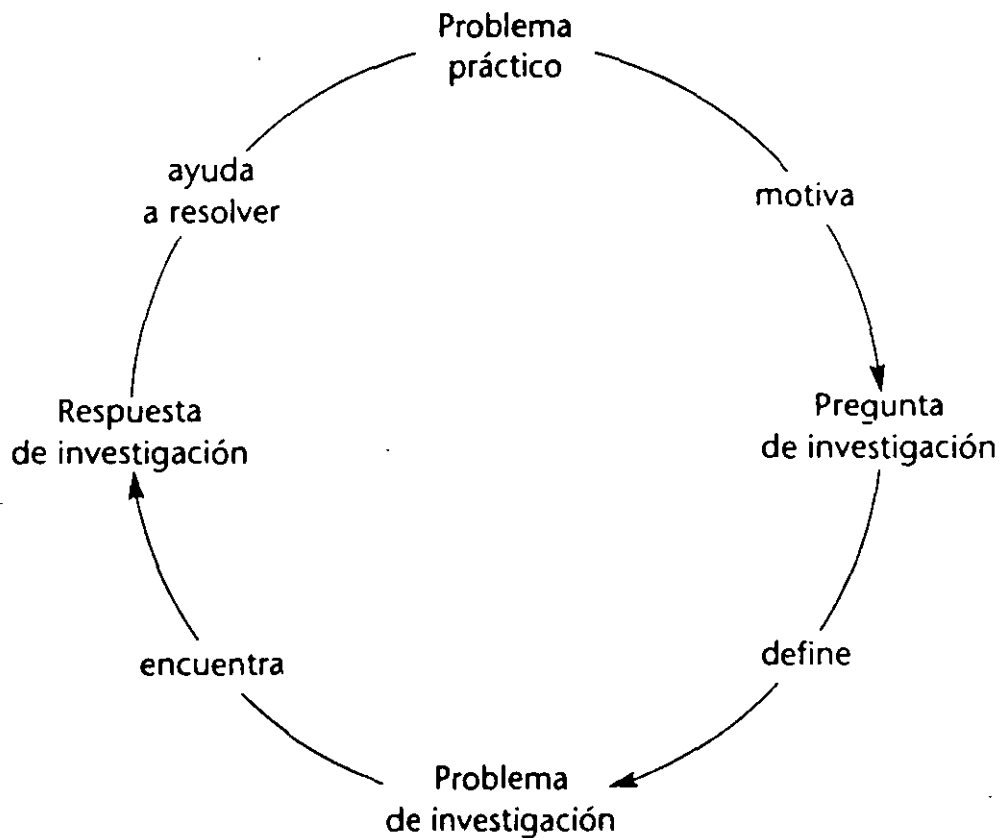 Problema
práctico
motiva
Pregunta
de investigación
define
Problema
de investigación
encuentra
Respuesta
de investigación
ayuda
a resolver